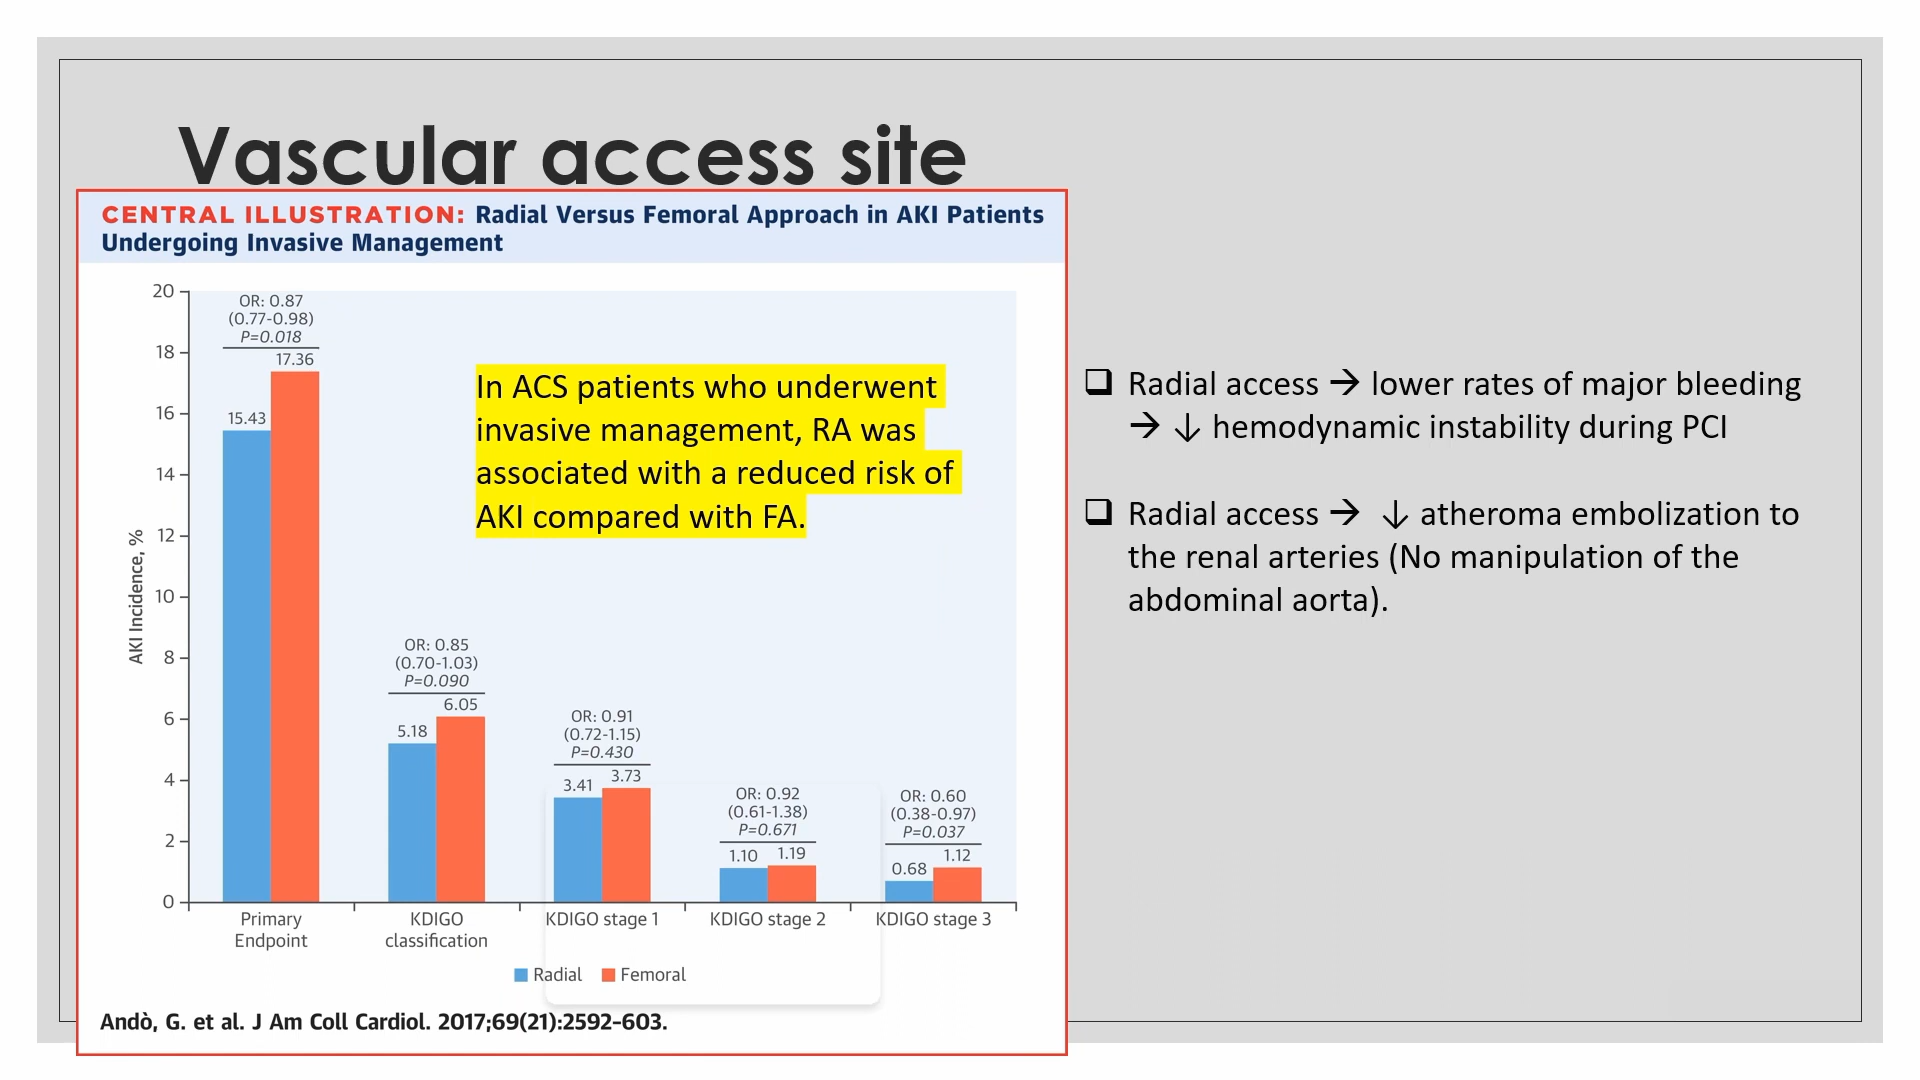 Vascular access site
CENTRAL ILLUSTRATION: Radial Versus Femoral Approach in AKI Patients
Undergoing Invasive Management
AKI Incidence, %
20
18
16
14
12
10
8
6
4
2
0
OR: 0.87
(0.77-0.98)
P=0.018
17.36
15.43
OR: 0.85
(0.70-1.03)
P=0.090
6.05
5.18
OR: 0.91
(0.72-1.15)
P=0.430
3.73
3.41
OR: 0.92
(0.61-1.38)
P=0.671
1.10 1.19
OR: 0.60
(0.38-0.97)
P=0.037
1.12
0.68
Primary
Endpoint
KDIGO
classification
KDIGO stage 1
KDIGO stage 2
KDIGO stage 3
Radial Femoral
In ACS patients who underwent
invasive management, RA was
associated with a reduced risk of
AKI compared with FA.
Andò, G. et al. J Am Coll Cardiol. 2017;69(21):2592–603.
❑ Radial access → lower rates of major bleeding
→ ↓ hemodynamic instability during PCI
❑ Radial access → ↓ atheroma embolization to
the renal arteries (No manipulation of the
abdominal aorta).